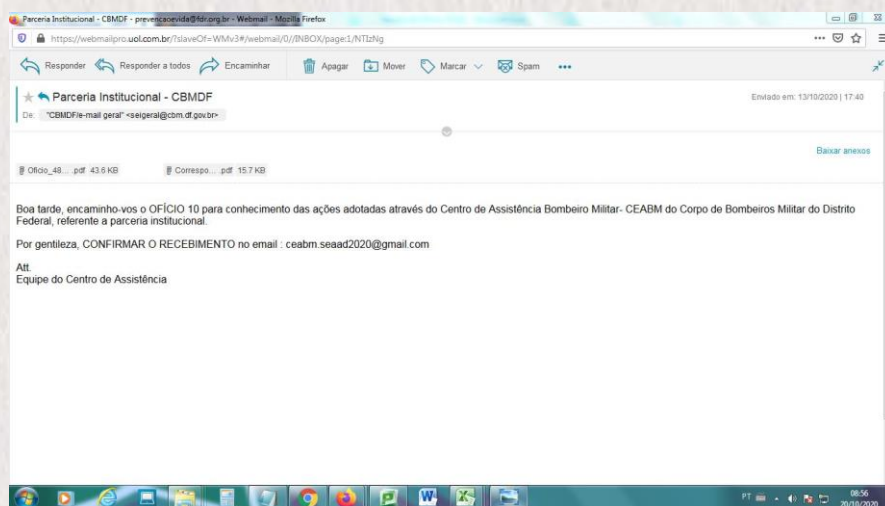 Parceria Institucional - CBMDF - prevencaoevida@fdr.org.br - Webmail - Mozilla Firefox
https://webmailpro.uol.com.br/?slaveOf=WMv3#/webmail/0//INBOX/page:1/NTIzNg
Responder Responder a todos Encaminhar Apagar Mover Marcar Spam
Parceria Institucional - CBMDF Enviado em: 13/10/2020 | 17:40
De: "CBMDF/e-mail geral" <seigeral@cbm.df.gov.br>
Baixar anexos
Oficio_48... .pdf 43.6 KB Correspo... .pdf 15.7 KB
Boa tarde, encaminho-vos o OFÍCIO 10 para conhecimento das ações adotadas através do Centro de Assistência Bombeiro Militar- CEABM do Corpo de Bombeiros Militar do Distrito
Federal, referente a parceria institucional.
Por gentileza, CONFIRMAR O RECEBIMENTO no email : ceabm.seaad2020@gmail.com
Att.
Equipe do Centro de Assistência
PT 08:56
20/10/2020